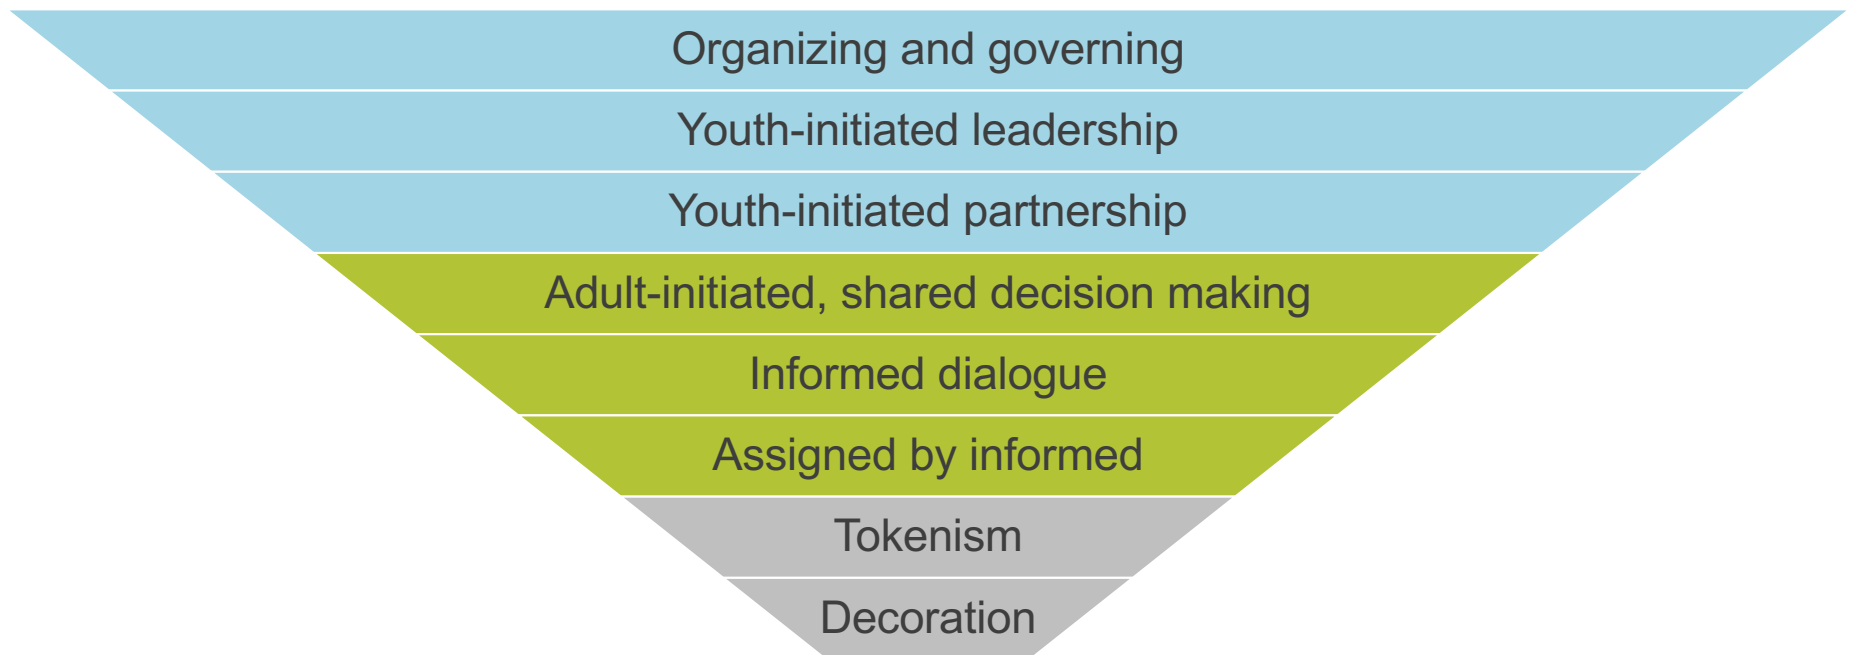 Organizing and governing
Youth-initiated leadership
Youth-initiated partnership
Adult-initiated, shared decision making
Informed dialogue
Assigned by informed
Tokenism
Decoration